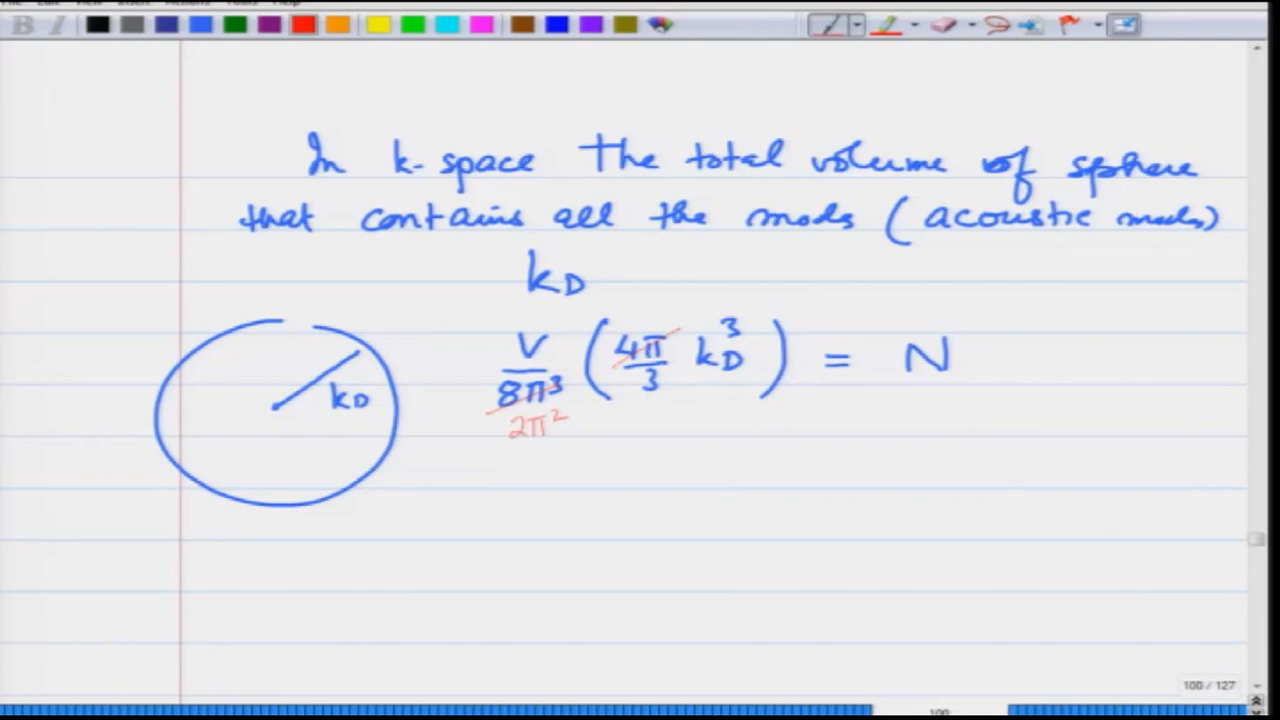 In k-space The total volume of sphere
that contains all the mods (acoustic mods)
kD
kD
V/8π³ (4π/3 kD³) = N
2π²
100 / 127